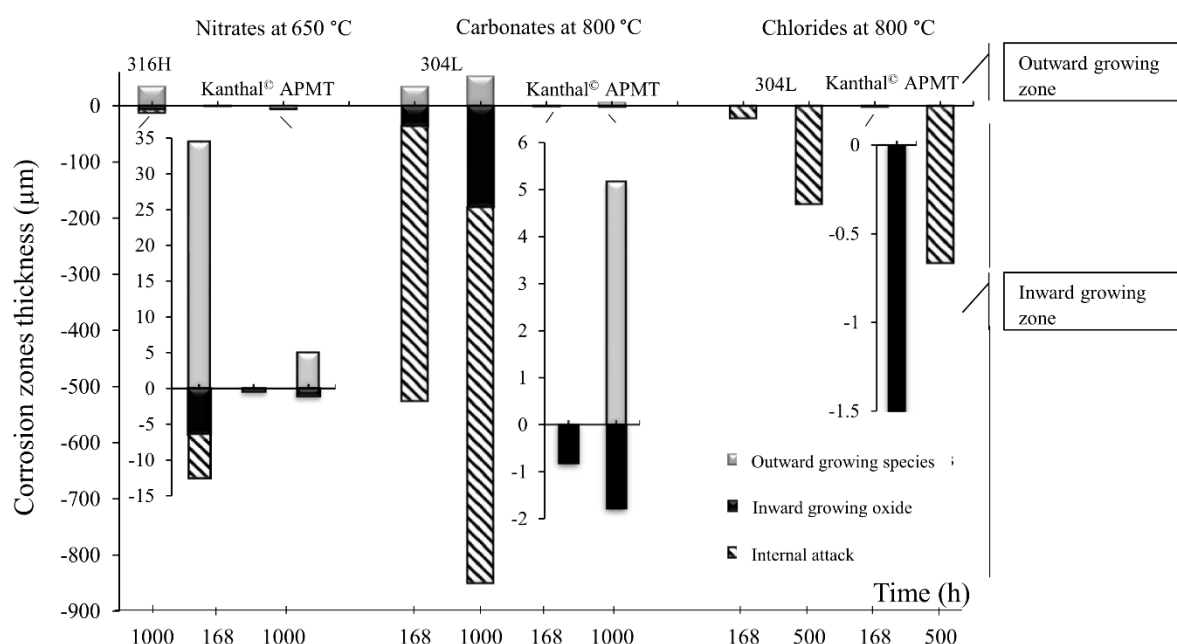 Nitrates at 650 °C
Carbonates at 800 °C
Chlorides at 800 °C
316H
Kanthal© APMT
304L
Kanthal© APMT
304L
Kanthal© APMT
Outward growing
zone
Inward growing
zone
Corrosion zones thickness (µm)
0
-100
-200
-300
-400
-500
-600
-700
-800
-900
35
30
25
20
15
10
5
0
-5
-10
-15
6
5
4
3
2
1
0
-1
-2
0
-0.5
-1
-1.5
Outward growing species
Inward growing oxide
Internal attack
Time (h)
1000 168 1000 168 1000 168 1000 168 500 168 500